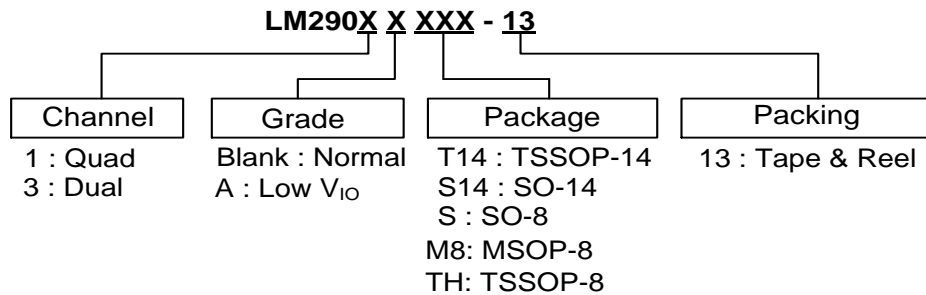 LM290X X XXX - 13
Channel
1 : Quad
3 : Dual
Grade
Blank : Normal
A : Low VIO
Package
T14 : TSSOP-14
S14 : SO-14
S : SO-8
M8: MSOP-8
TH: TSSOP-8
Packing
13 : Tape & Reel